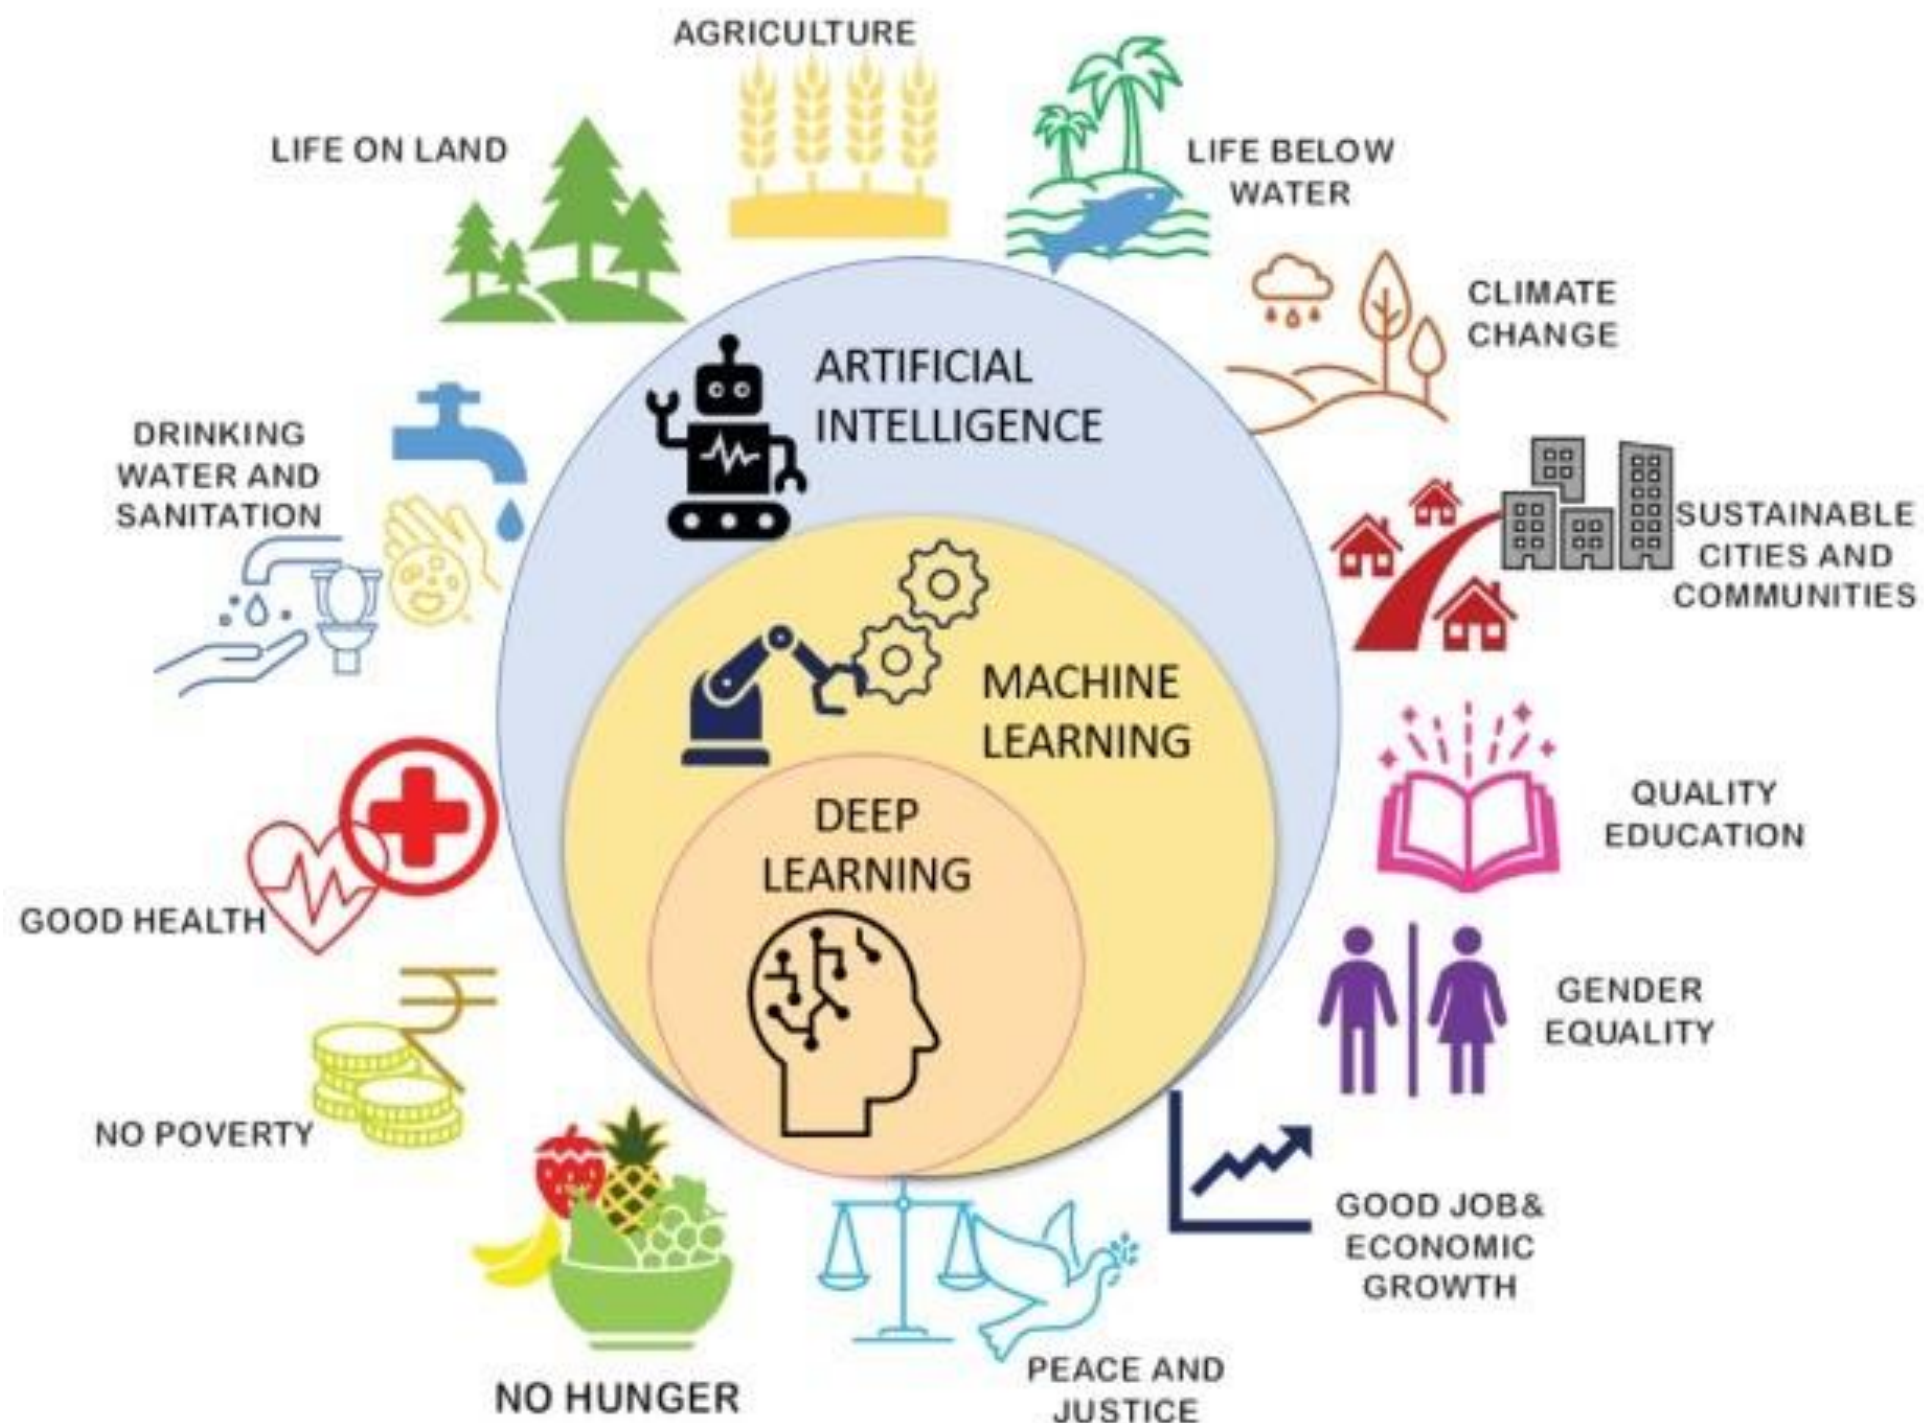 AGRICULTURE
LIFE ON LAND
LIFE BELOW
WATER
CLIMATE
CHANGE
ARTIFICIAL
INTELLIGENCE
DRINKING
WATER AND
SANITATION
SUSTAINABLE
CITIES AND
COMMUNITIES
MACHINE
LEARNING
QUALITY
EDUCATION
DEEP
LEARNING
GOOD HEALTH
GENDER
EQUALITY
NO POVERTY
GOOD JOB&
ECONOMIC
GROWTH
PEACE AND
JUSTICE
NO HUNGER